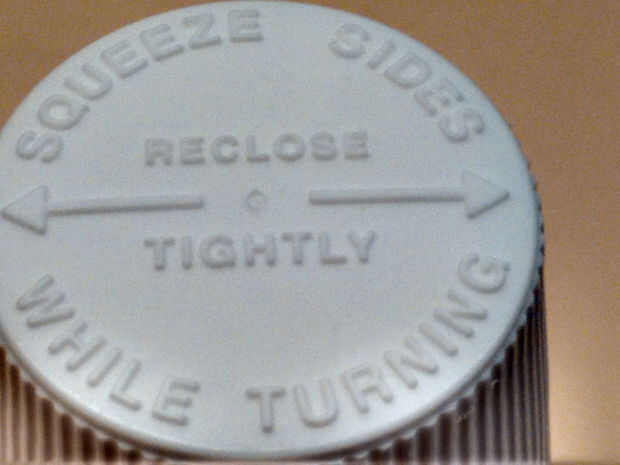 SQUEEZE SIDES
RECLOSE
TIGHTLY
WHILE TURNING